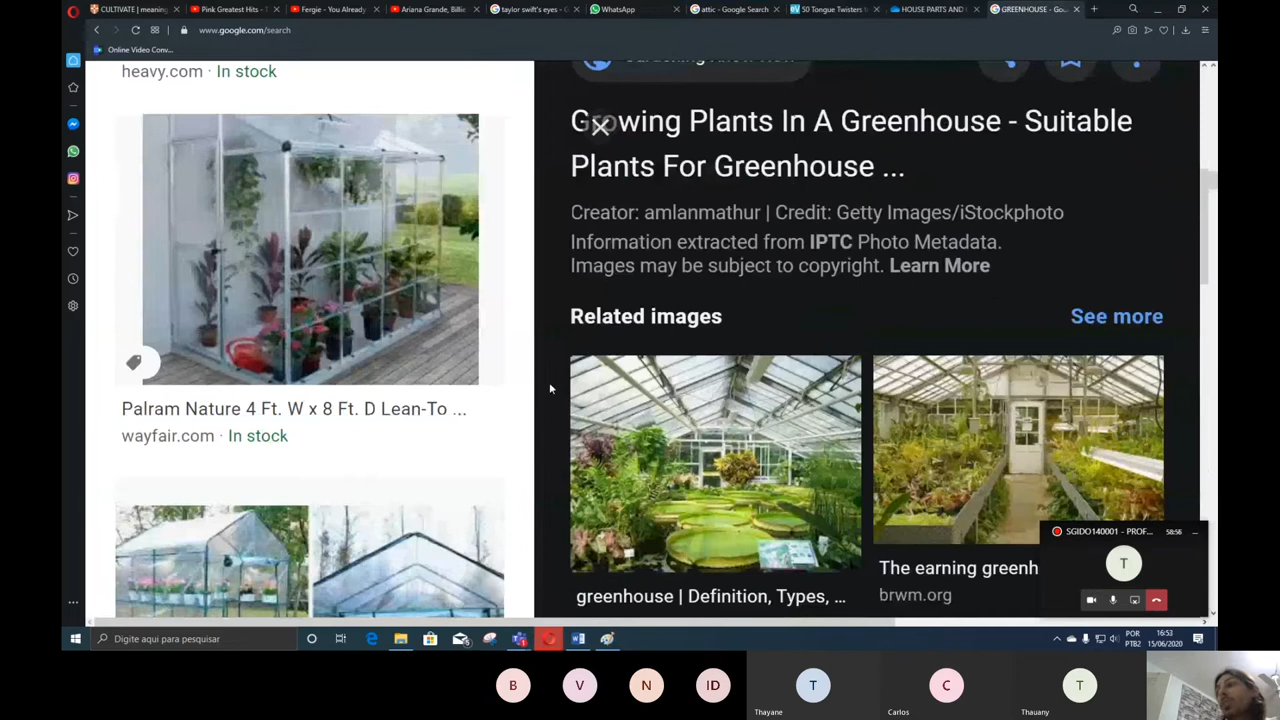 CULTIVATE | meaning
Pink Greatest Hits -
Fergie - You Already
Ariana Grande, Billie
taylor swift's eyes - G
WhatsApp
attic - Google Search
50 Tongue Twisters to
HOUSE PARTS AND
GREENHOUSE - Go...
www.google.com/search
Online Video Conv...
heavy.com · In stock
Growing Plants In A Greenhouse - Suitable
Plants For Greenhouse ...
Creator: amlanmathur | Credit: Getty Images/iStockphoto
Information extracted from IPTC Photo Metadata.
Images may be subject to copyright. Learn More
Related images
See more
Palram Nature 4 Ft. W x 8 Ft. D Lean-To ...
wayfair.com · In stock
greenhouse | Definition, Types, ...
The earning greenh
brwm.org
SGIDO140001 - PROF...
58:56
T
Digite aqui para pesquisar
POR
PTB2
16:53
15/06/2020
B
V
N
ID
T
Thayane
C
Carlos
T
Thauany